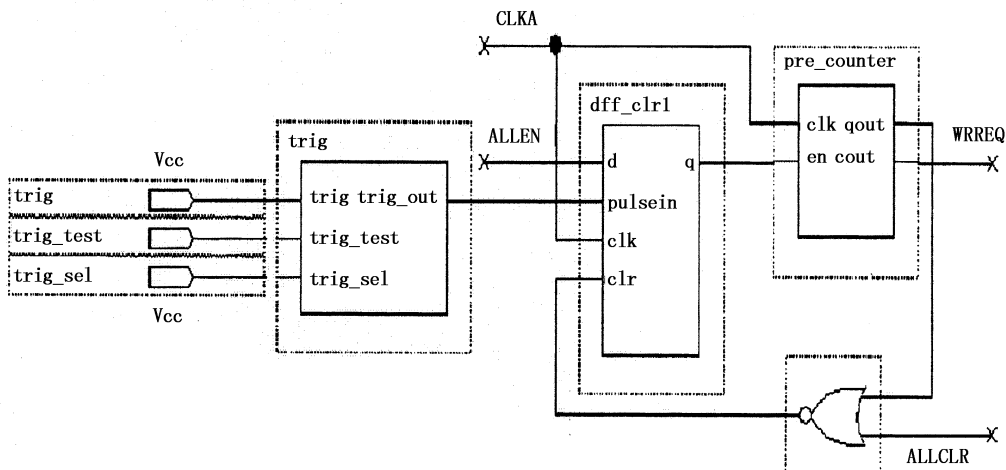 CLKA
pre_counter
dff_clr1
clk qout
en cout
WRREQ
ALLEN
d
q
pulsein
clk
clr
trig
Vcc
trig
trig_test
trig_sel
Vcc
trig trig_out
trig_test
trig_sel
ALLCLR